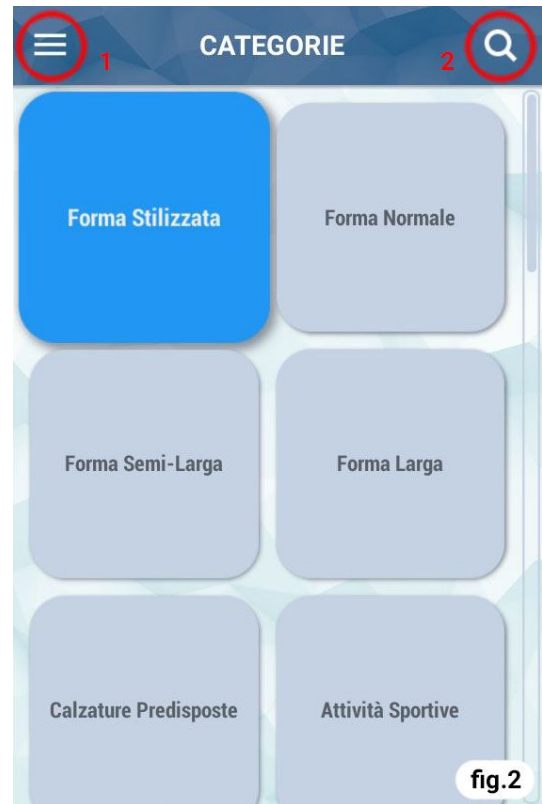 1 CATEGORIE 2
Forma Stilizzata
Forma Normale
Forma Semi-Larga
Forma Larga
Calzature Predisposte
Attività Sportive
fig.2